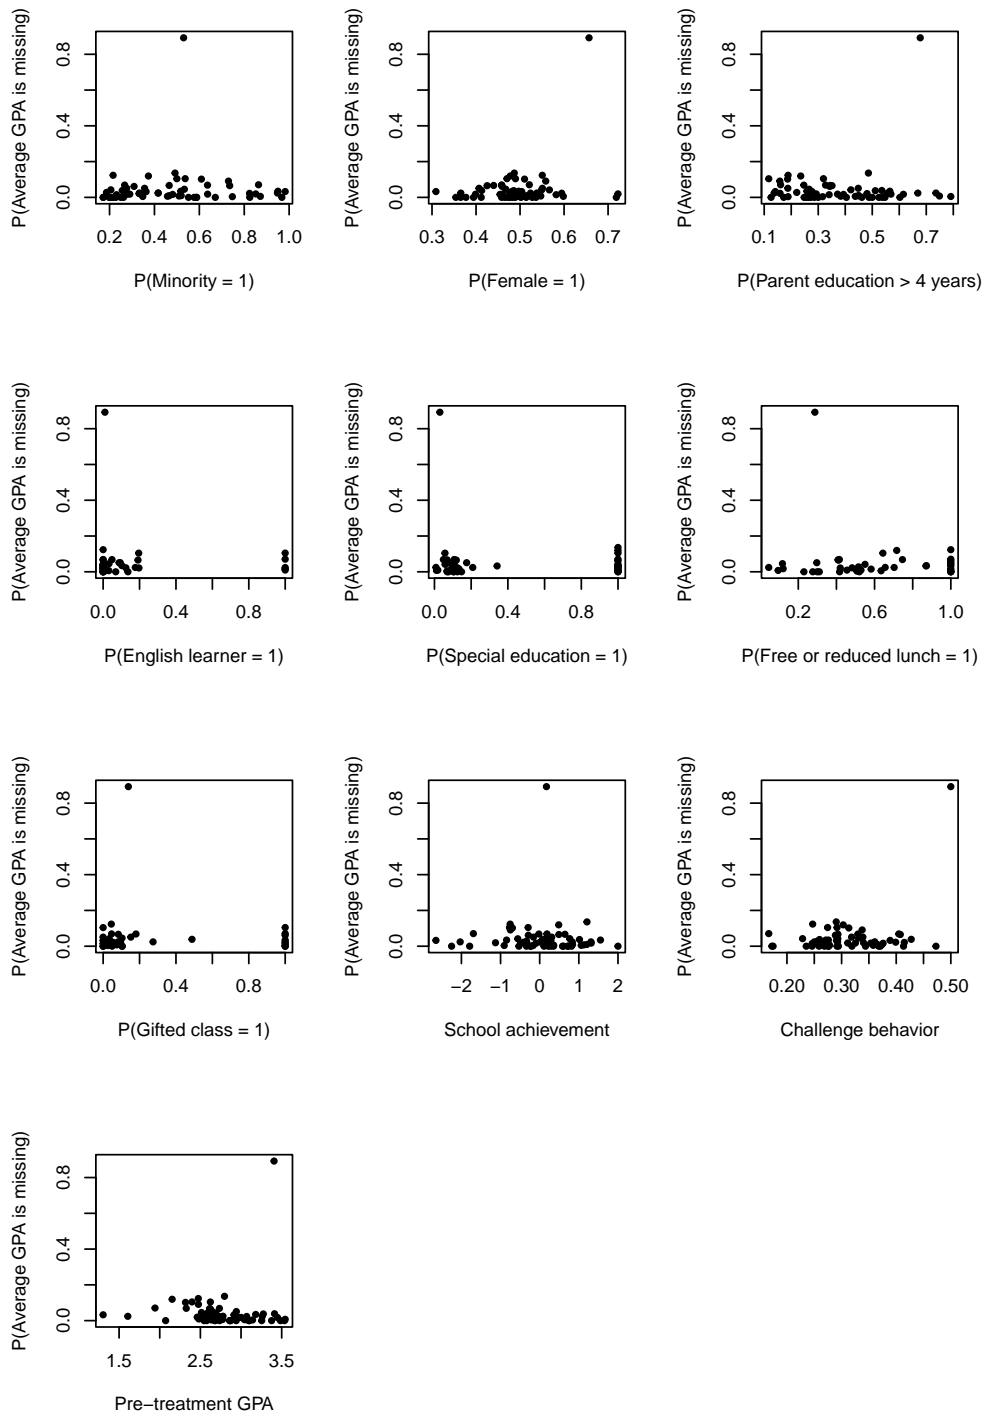 P(Average GPA is missing)
0.0 0.4 0.8
0.2 0.4 0.6 0.8 1.0
P(Minority = 1)
P(Average GPA is missing)
0.0 0.4 0.8
0.3 0.4 0.5 0.6 0.7
P(Female = 1)
P(Average GPA is missing)
0.0 0.4 0.8
0.1 0.3 0.5 0.7
P(Parent education > 4 years)
P(Average GPA is missing)
0.0 0.4 0.8
0.0 0.4 0.8
P(English learner = 1)
P(Average GPA is missing)
0.0 0.4 0.8
0.0 0.4 0.8
P(Special education = 1)
P(Average GPA is missing)
0.0 0.4 0.8
0.2 0.6 1.0
P(Free or reduced lunch = 1)
P(Average GPA is missing)
0.0 0.4 0.8
0.0 0.4 0.8
P(Gifted class = 1)
P(Average GPA is missing)
0.0 0.4 0.8
−2 −1 0 1 2
School achievement
P(Average GPA is missing)
0.0 0.4 0.8
0.20 0.30 0.50
Challenge behavior
P(Average GPA is missing)
0.0 0.4 0.8
1.5 2.5 3.5
Pre−treatment GPA